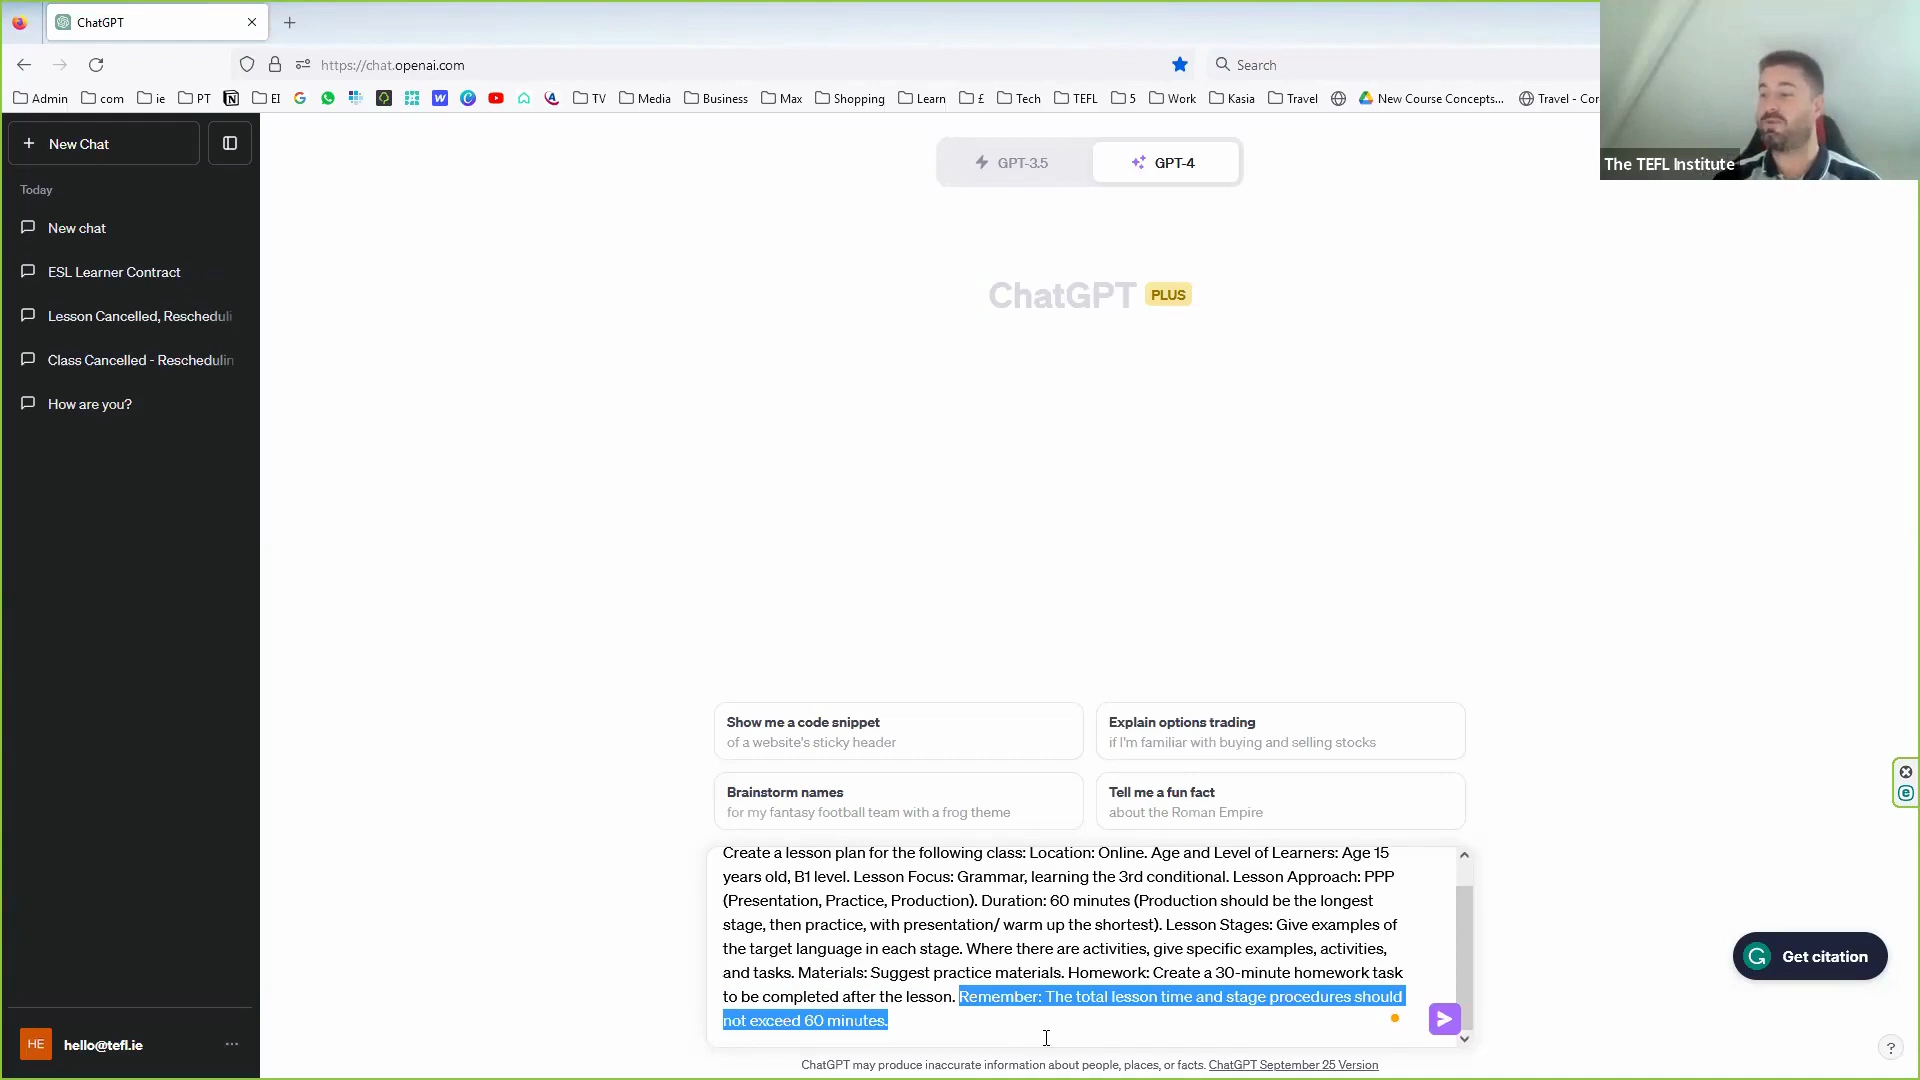 ChatGPT
https://chat.openai.com
Search
Admin com ie PT EI TV Media Business Max Shopping Learn £ Tech TEFL 5 Work Kasia Travel New Course Concepts... Travel - Cor
The TEFL Institute
New Chat
GPT-3.5 GPT-4
Today
New chat
ESL Learner Contract
Lesson Cancelled, Rescheduli
Class Cancelled - Reschedulin
How are you?
ChatGPT PLUS
Show me a code snippet
of a website's sticky header
Explain options trading
if I'm familiar with buying and selling stocks
Brainstorm names
for my fantasy football team with a frog theme
Tell me a fun fact
about the Roman Empire
Create a lesson plan for the following class: Location: Online. Age and Level of Learners: Age 15
years old, B1 level. Lesson Focus: Grammar, learning the 3rd conditional. Lesson Approach: PPP
(Presentation, Practice, Production). Duration: 60 minutes (Production should be the longest
stage, then practice, with presentation/ warm up the shortest). Lesson Stages: Give examples of
the target language in each stage. Where there are activities, give specific examples, activities,
and tasks. Materials: Suggest practice materials. Homework: Create a 30-minute homework task
to be completed after the lesson. Remember: The total lesson time and stage procedures should
not exceed 60 minutes.
Get citation
HE hello@tefl.ie
ChatGPT may produce inaccurate information about people, places, or facts. ChatGPT September 25 Version
?